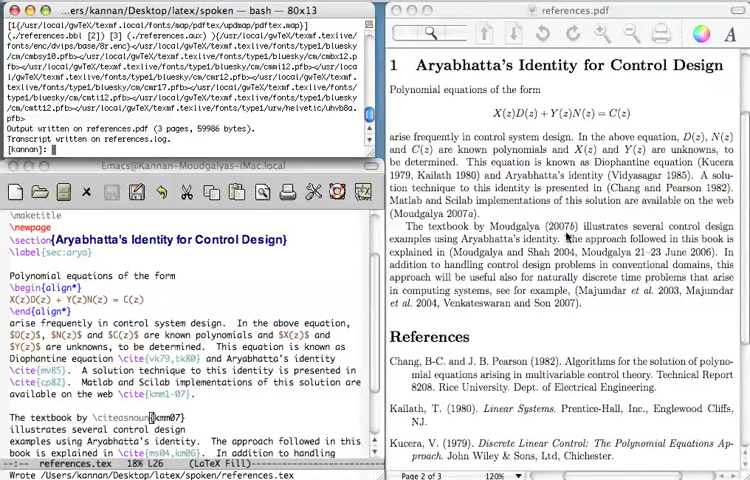 ...ers/kannan/Desktop/latex/spoken — bash — 80x13
[1{/usr/local/gwTeX/texmf.os/fonts/map/pdftex/updmap/pdftex.map}]
(./references.bbl [2]) [3] (./references.aux) ){/usr/local/gwTeX/texmf.texlive/
fonts/enc/dvips/base/8r.enc}></usr/local/gwTeX/texmf.texlive/fonts/type1/bluesky
Output written on references.pdf (3 pages, 59986 bytes).
Transcript written on references.log.
[kannan:]
Emacs@Kannan-Moudgalyas-iMac.local
\maketitle
\newpage
\section{Aryabhatta's Identity for Control Design}
\label{sec:arya}
Polynomial equations of the form
\begin{align*}
X(z)D(z) + Y(z)N(z) = C(z)
\end{align*}
arise frequently in control system design. In the above equation,
$D(z)$, $N(z)$ and $C(z)$ are known polynomials and $X(z)$ and
$Y(z)$ are unknowns, to be determined. This equation is known as
Diophantine equation \cite{vk79,tk80} and Aryabhatta's identity
\cite{mv85}. A solution technique to this identity is presented in
\cite{cp82}. Matlab and Scilab implementations of this solution are
available on the web \cite{kmm1-07}.
The textbook by \citeasnoun{kmm07}
illustrates several control design
examples using Aryabhatta's identity. The approach followed in this
book is explained in \cite{ms04,km06}. In addition to handling
references.tex 18% L26 (LaTeX Fill)
Wrote /Users/kannan/Desktop/latex/spoken/references.tex
references.pdf
1 Aryabhatta's Identity for Control Design
Polynomial equations of the form
X(z)D(z) + Y(z)N(z) = C(z)
arise frequently in control system design. In the above equation, D(z), N(z)
and C(z) are known polynomials and X(z) and Y(z) are unknowns, to
be determined. This equation is known as Diophantine equation (Kucera
1979, Kailath 1980) and Aryabhatta's identity (Vidyasagar 1985). A solu-
tion technique to this identity is presented in (Chang and Pearson 1982).
Matlab and Scilab implementations of this solution are available on the web
(Moudgalya 2007a).
The textbook by Moudgalya (2007b) illustrates several control design
examples using Aryabhatta's identity. The approach followed in this book is
explained in (Moudgalya and Shah 2004, Moudgalya 21–23 June 2006). In
addition to handling control design problems in conventional domains, this
approach will be useful also for naturally discrete time problems that arise
in computing systems, see for example, (Majumdar et al. 2003, Majumdar
et al. 2004, Venkateswaran and Son 2007).
References
Chang, B-C. and J. B. Pearson (1982). Algorithms for the solution of polyno-
mial equations arising in multivariable control theory. Technical Report
8208. Rice University. Dept. of Electrical Engineering.
Kailath, T. (1980). Linear Systems. Prentice-Hall, Inc., Englewood Cliffs,
NJ.
Kucera, V. (1979). Discrete Linear Control: The Polynomial Equations Ap-
proach. John Wiley & Sons, Ltd, Chichester.
Page 2 of 3
120%